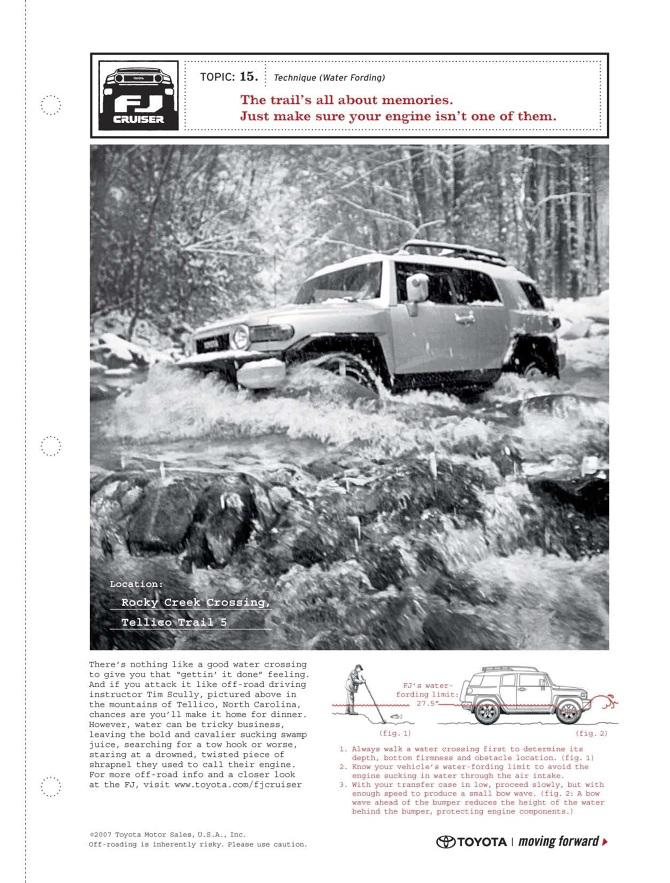 TOYOTA
FJ
CRUISER
TOPIC: 15. Technique (Water Fording)
The trail's all about memories.
Just make sure your engine isn't one of them.
Location:
Rocky Creek Crossing,
Tellico Trail 5
There's nothing like a good water crossing
to give you that "gettin' it done" feeling.
And if you attack it like off-road driving
instructor Tim Scully, pictured above in
the mountains of Tellico, North Carolina,
chances are you'll make it home for dinner.
However, water can be tricky business,
leaving the bold and cavalier sucking swamp
juice, searching for a tow hook or worse,
staring at a drowned, twisted piece of
shrapnel they used to call their engine.
For more off-road info and a closer look
at the FJ, visit www.toyota.com/fjcruiser
FJ's water-
fording limit:
27.5"
(fig. 1)
(fig. 2)
1. Always walk a water crossing first to determine its
depth, bottom firmness and obstacle location. (fig. 1)
2. Know your vehicle's water-fording limit to avoid the
engine sucking in water through the air intake.
3. With your transfer case in low, proceed slowly, but with
enough speed to produce a small bow wave. (fig. 2: A bow
wave ahead of the bumper reduces the height of the water
behind the bumper, protecting engine components.)
©2007 Toyota Motor Sales, U.S.A., Inc.
Off-roading is inherently risky. Please use caution.
TOYOTA | moving forward